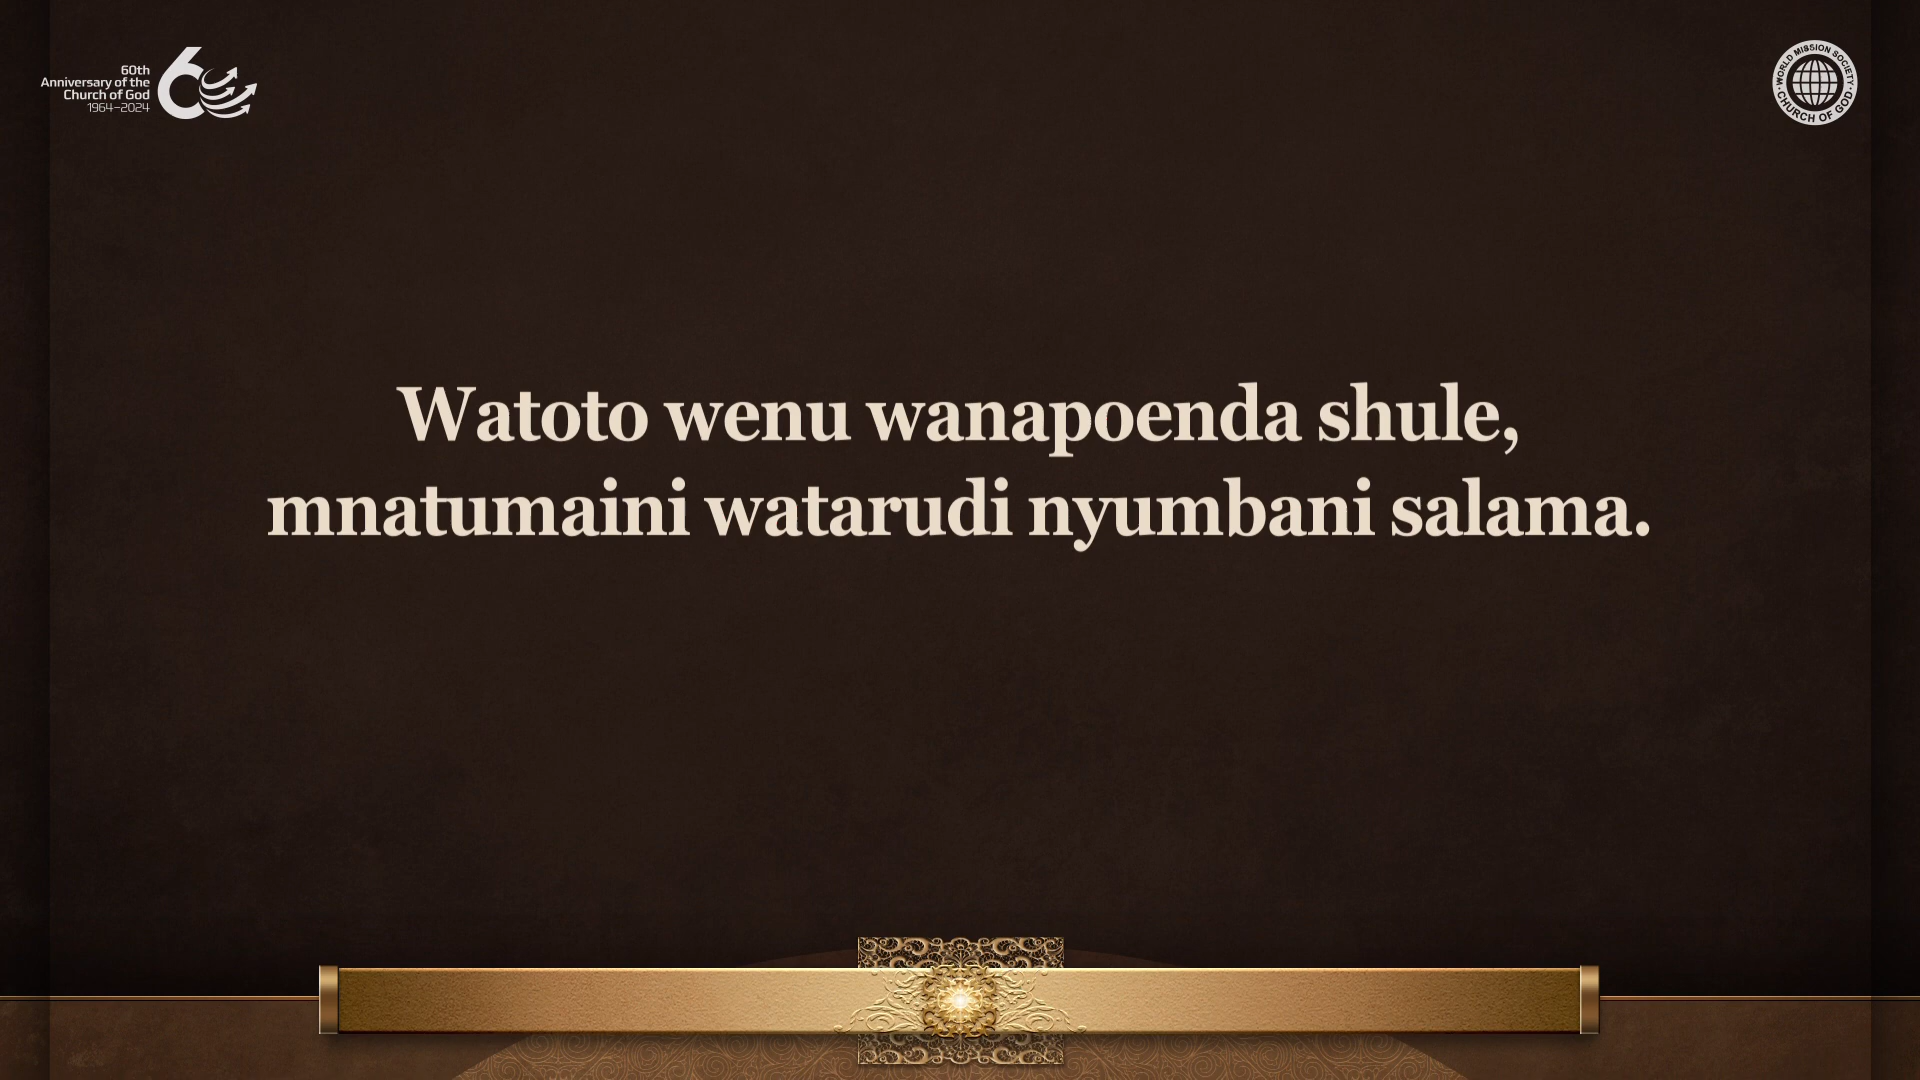 60th
Anniversary of the
Church of God
1964–2024
60
WORLD MISSION SOCIETY
CHURCH OF GOD
Watoto wenu wanapoenda shule,
mnatumaini watarudi nyumbani salama.